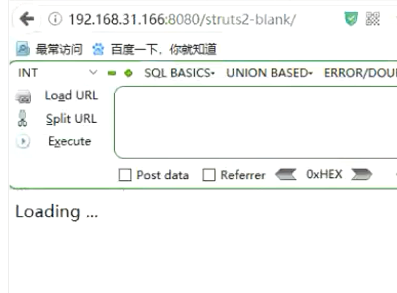 192.168.31.166:8080/struts2-blank/
最常访问 百度一下，你就知道
INT SQL BASICS▾ UNION BASED▾ ERROR/DOU
Load URL
Split URL
Execute
Post data Referrer 0xHEX
Loading ...